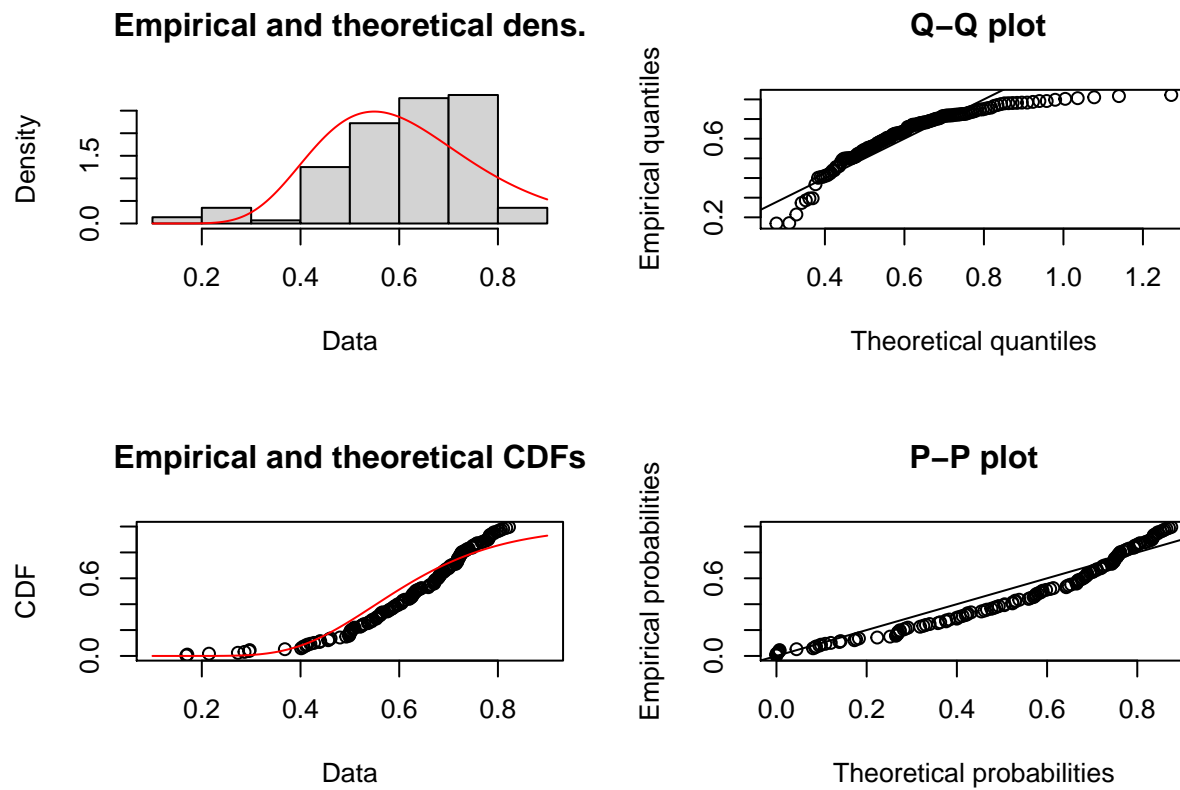 Empirical and theoretical dens.
Density
0.0 1.5
0.2 0.4 0.6 0.8
Data
Q−Q plot
Empirical quantiles
0.2 0.6
0.4 0.6 0.8 1.0 1.2
Theoretical quantiles
Empirical and theoretical CDFs
CDF
0.0 0.6
0.2 0.4 0.6 0.8
Data
P−P plot
Empirical probabilities
0.0 0.6
0.0 0.2 0.4 0.6 0.8
Theoretical probabilities